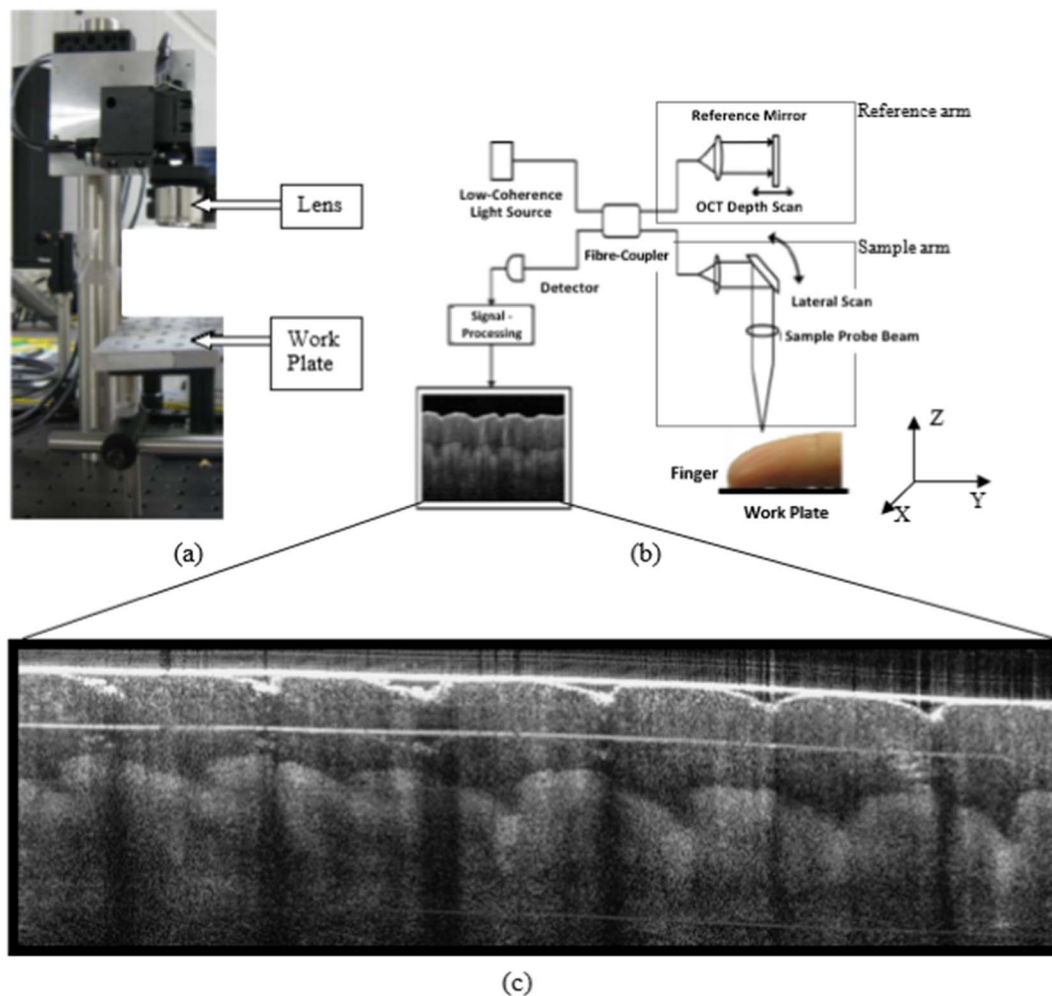 Lens
Work
Plate
(a)
Reference Mirror
Reference arm
OCT Depth Scan
Low-Coherence
Light Source
Fibre-Coupler
Sample arm
Lateral Scan
Sample Probe Beam
Detector
Signal -
Processing
Finger
Work Plate
Z
Y
X
(b)
(c)